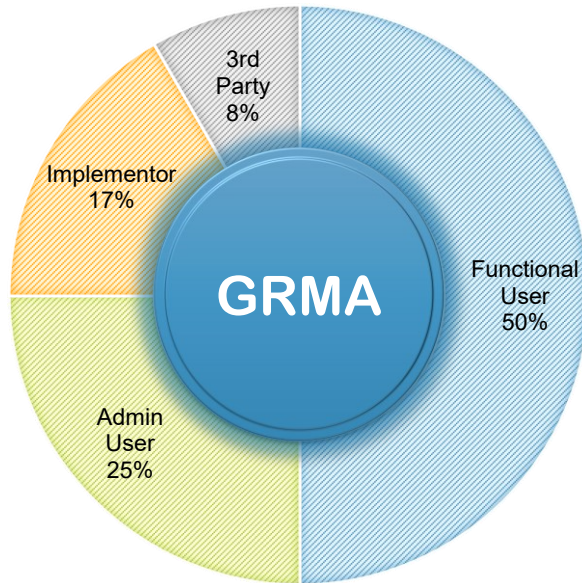 3rd
Party
8%
Implementor
17%
GRMA
Functional
User
50%
Admin
User
25%